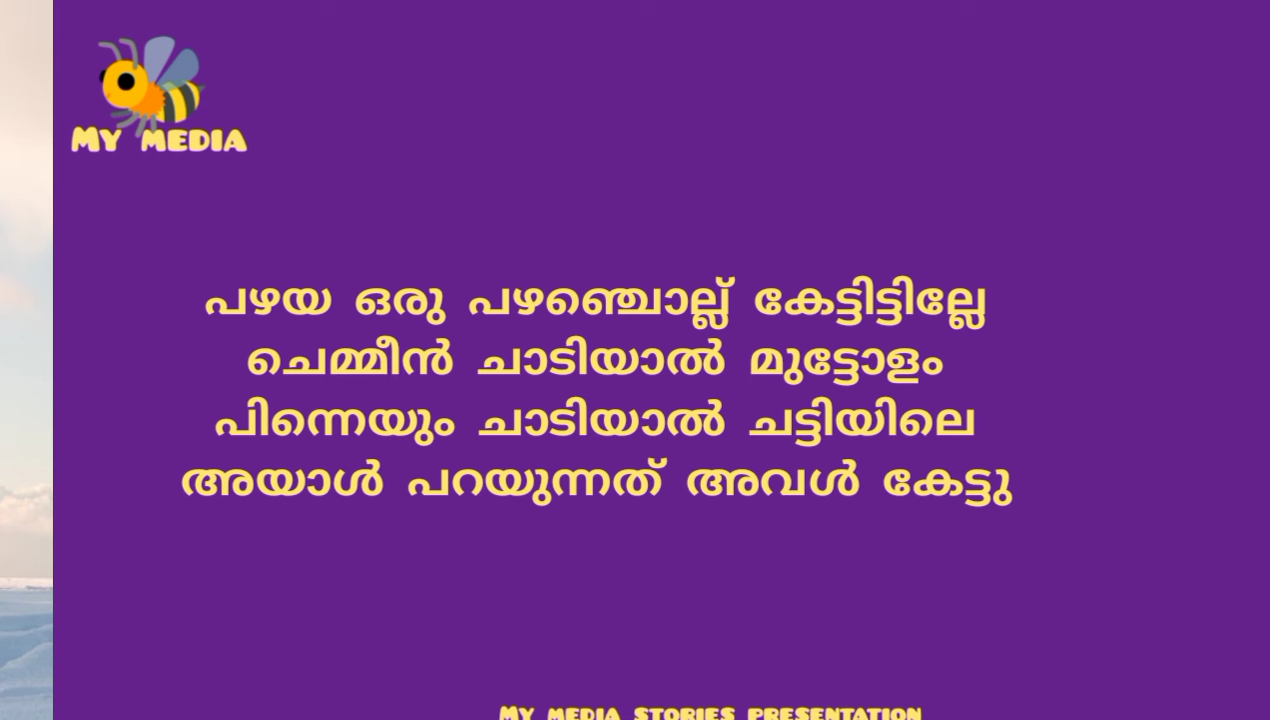 My media
പഴയ ഒരു പഴഞ്ചൊല്ല് കേട്ടിട്ടില്ലേ
ചെമ്മീൻ ചാടിയാൽ മുട്ടോളം
പിന്നെയും ചാടിയാൽ ചട്ടിയിലെ
അയാൾ പറയുന്നത് അവൾ കേട്ടു
My media stories presentation